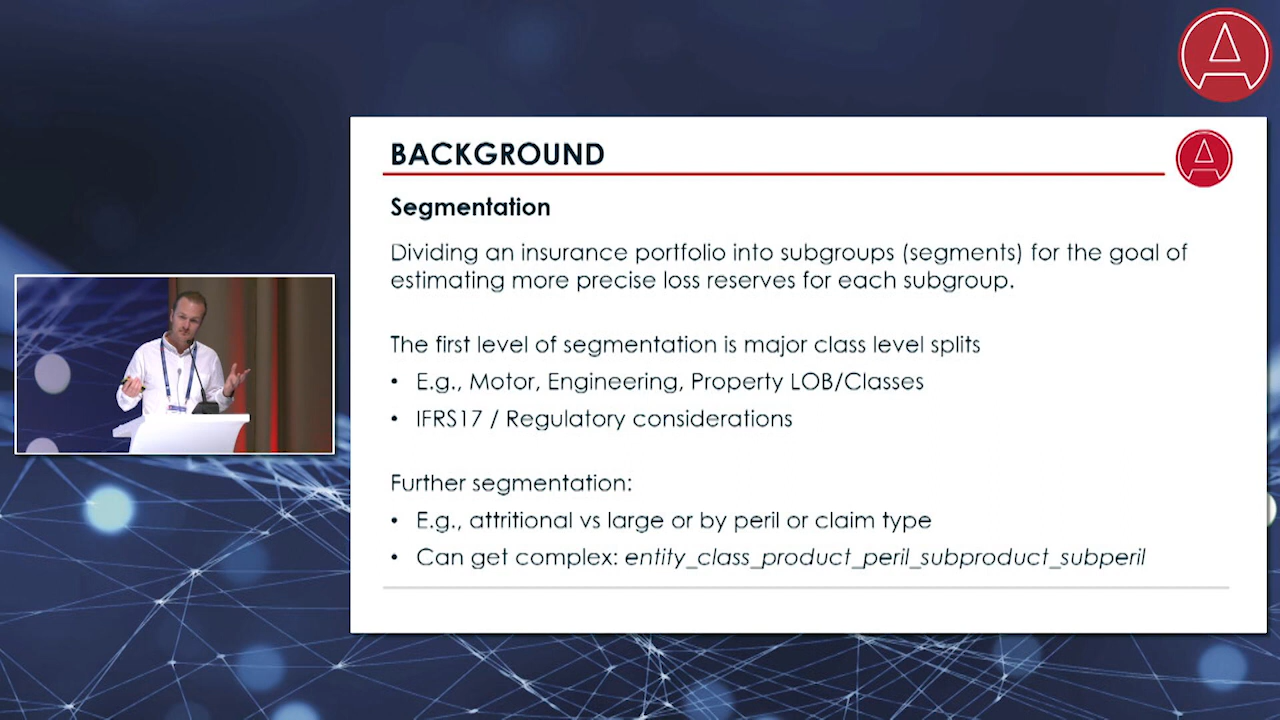 BACKGROUND
Segmentation
Dividing an insurance portfolio into subgroups (segments) for the goal of
estimating more precise loss reserves for each subgroup.
The first level of segmentation is major class level splits
• E.g., Motor, Engineering, Property LOB/Classes
• IFRS17 / Regulatory considerations
Further segmentation:
• E.g., attritional vs large or by peril or claim type
• Can get complex: entity_class_product_peril_subproduct_subperil